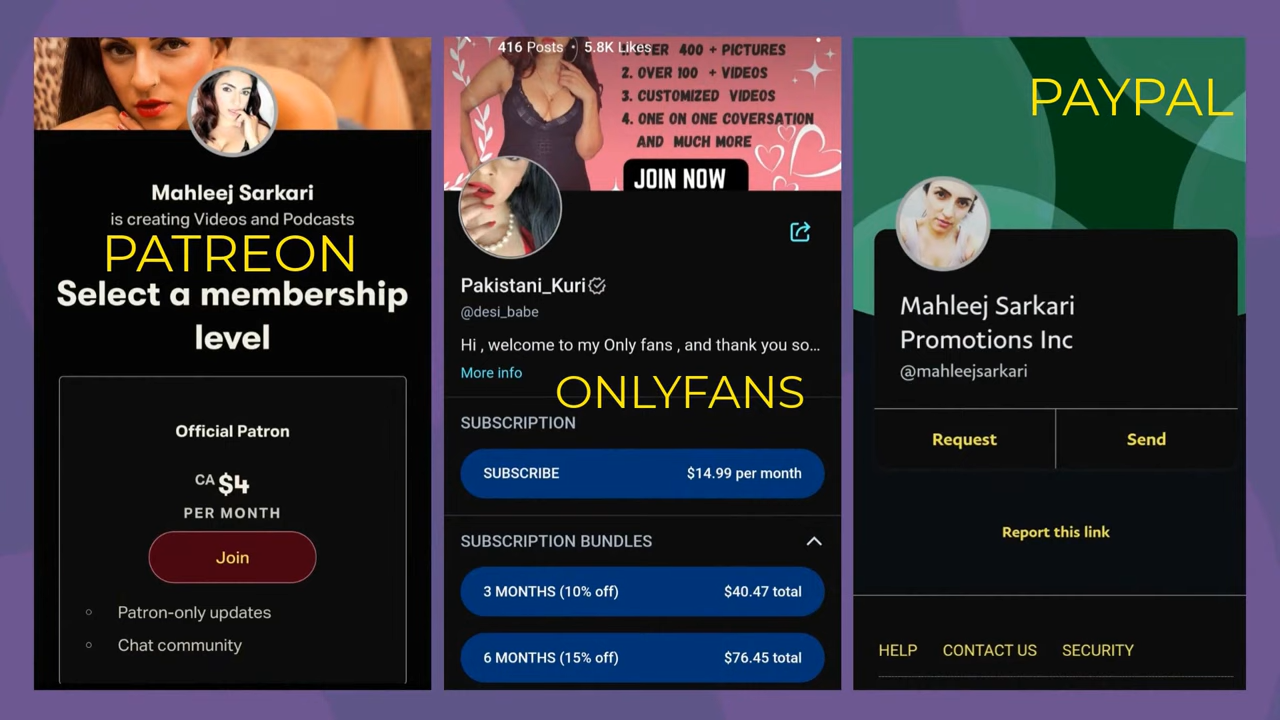 Mahleej Sarkari
is creating Videos and Podcasts
PATREON
Select a membership
level
Official Patron
CA $4
PER MONTH
Join
Patron-only updates
Chat community
416 Posts • 5.8K Likes
1. OVER 400 + PICTURES
2. OVER 100 + VIDEOS
3. CUSTOMIZED VIDEOS
4. ONE ON ONE COVERSATION
AND MUCH MORE
JOIN NOW
Pakistani_Kuri
@desi_babe
Hi , welcome to my Only fans , and thank you so...
More info
ONLYFANS
SUBSCRIPTION
SUBSCRIBE $14.99 per month
SUBSCRIPTION BUNDLES
3 MONTHS (10% off) $40.47 total
6 MONTHS (15% off) $76.45 total
PAYPAL
Mahleej Sarkari
Promotions Inc
@mahleejsarkari
Request Send
Report this link
HELP CONTACT US SECURITY